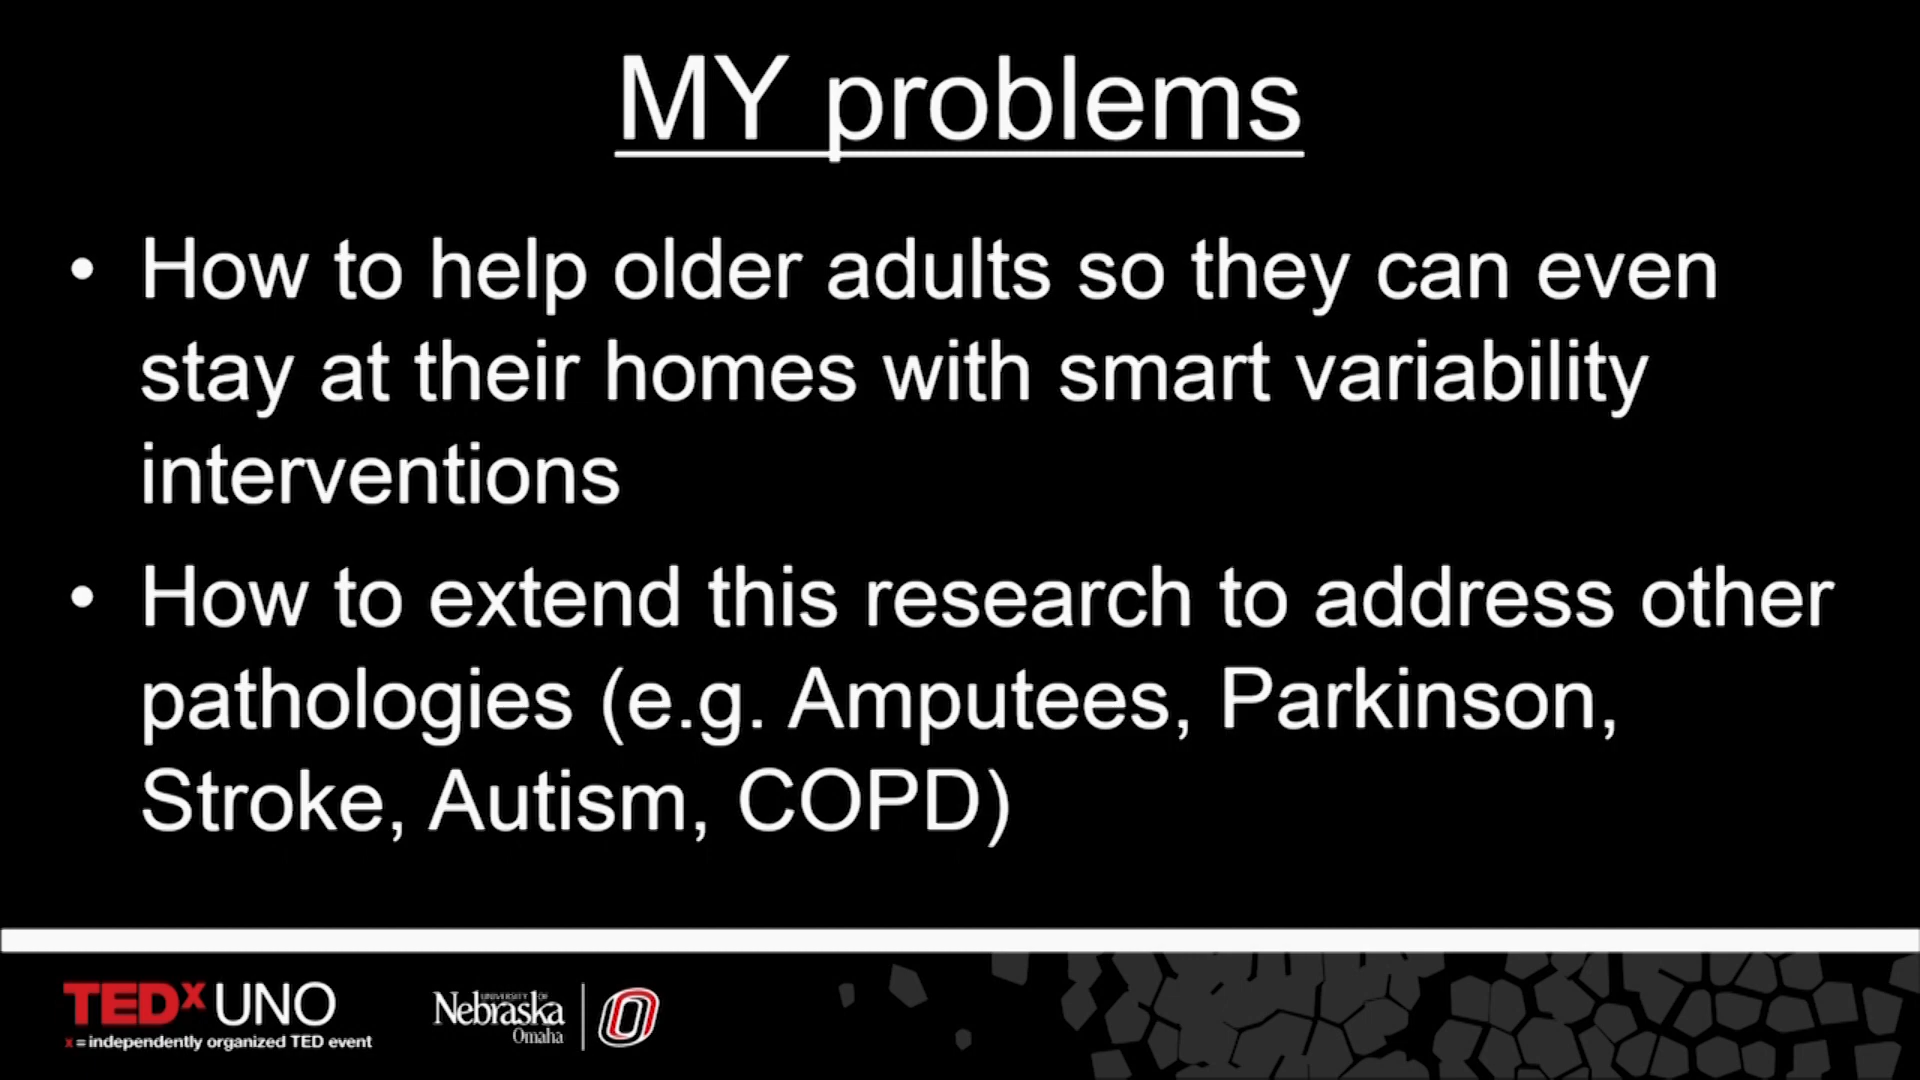 MY problems
• How to help older adults so they can even
stay at their homes with smart variability
interventions
• How to extend this research to address other
pathologies (e.g. Amputees, Parkinson,
Stroke, Autism, COPD)
TEDx UNO
x = independently organized TED event
UNIVERSITY OF
Nebraska
Omaha
O